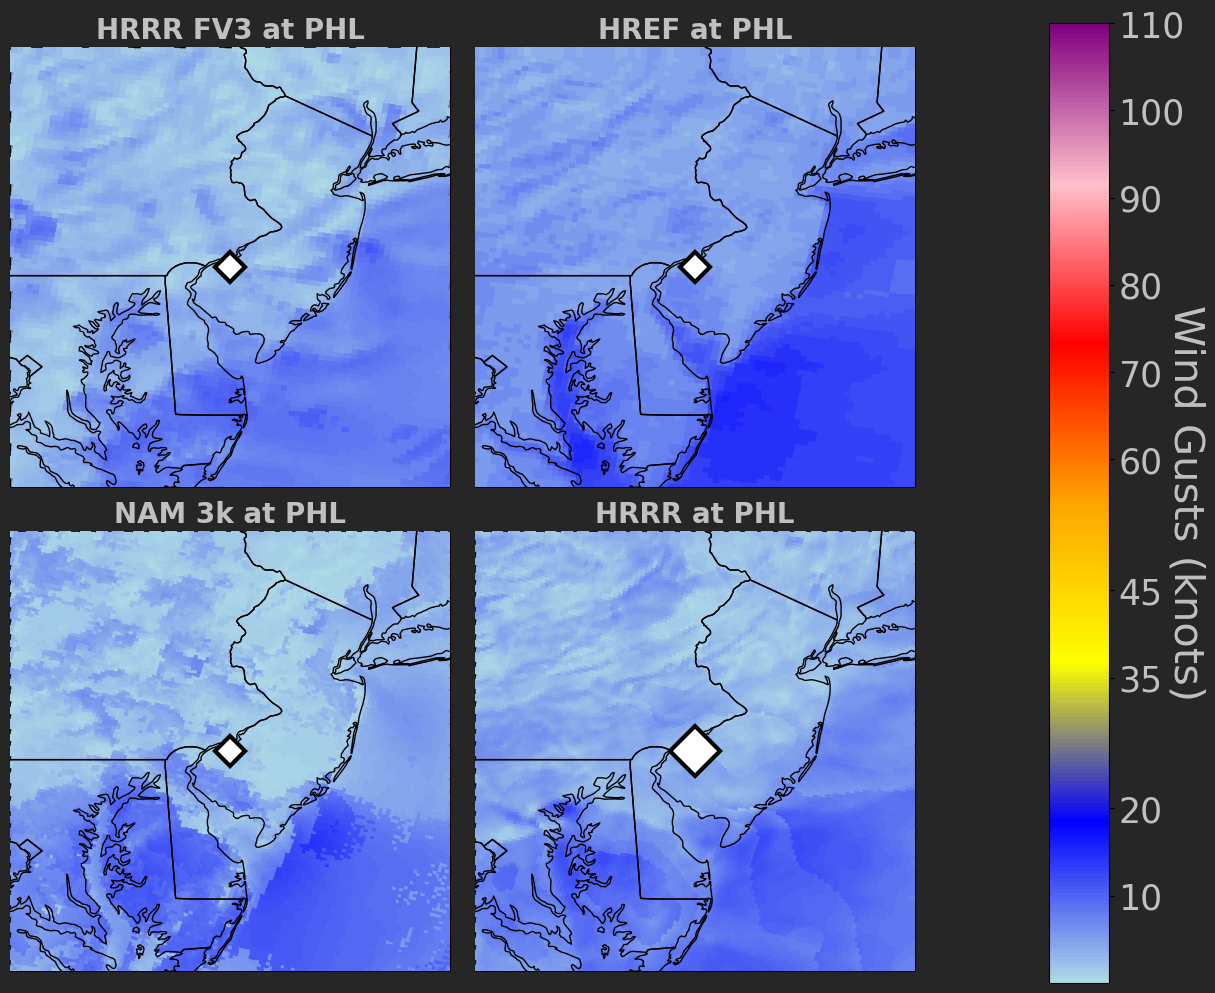 HRRR FV3 at PHL
HREF at PHL
NAM 3k at PHL
HRRR at PHL
110
100
90
80
70
60
45
35
20
10
Wind Gusts (knots)